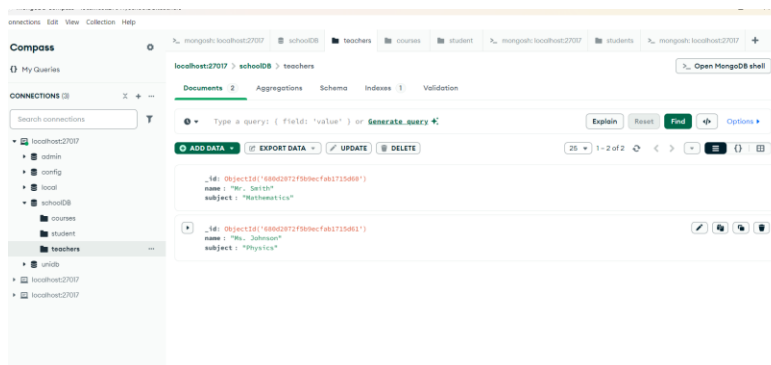 onnections Edit View Collection Help
Compass
My Queries
CONNECTIONS (3)
Search connections
localhost:27017
admin
config
local
schoolDB
courses
student
teachers
unidb
localhost:27017
localhost:27017
>_ mongosh: localhost:27017 schoolDB teachers courses student >_ mongosh: localhost:27017 students >_ mongosh: localhost:27017 +
localhost:27017 > schoolDB > teachers
>_ Open MongoDB shell
Documents 2 Aggregations Schema Indexes 1 Validation
Type a query: { field: 'value' } or Generate query
Explain Reset Find </> Options
ADD DATA EXPORT DATA UPDATE DELETE
25 1 - 2 of 2
_id: ObjectId('680d2872f5b9ecfab1715d60')
name : "Mr. Smith"
subject : "Mathematics"
_id: ObjectId('680d2872f5b9ecfab1715d61')
name : "Ms. Johnson"
subject : "Physics"